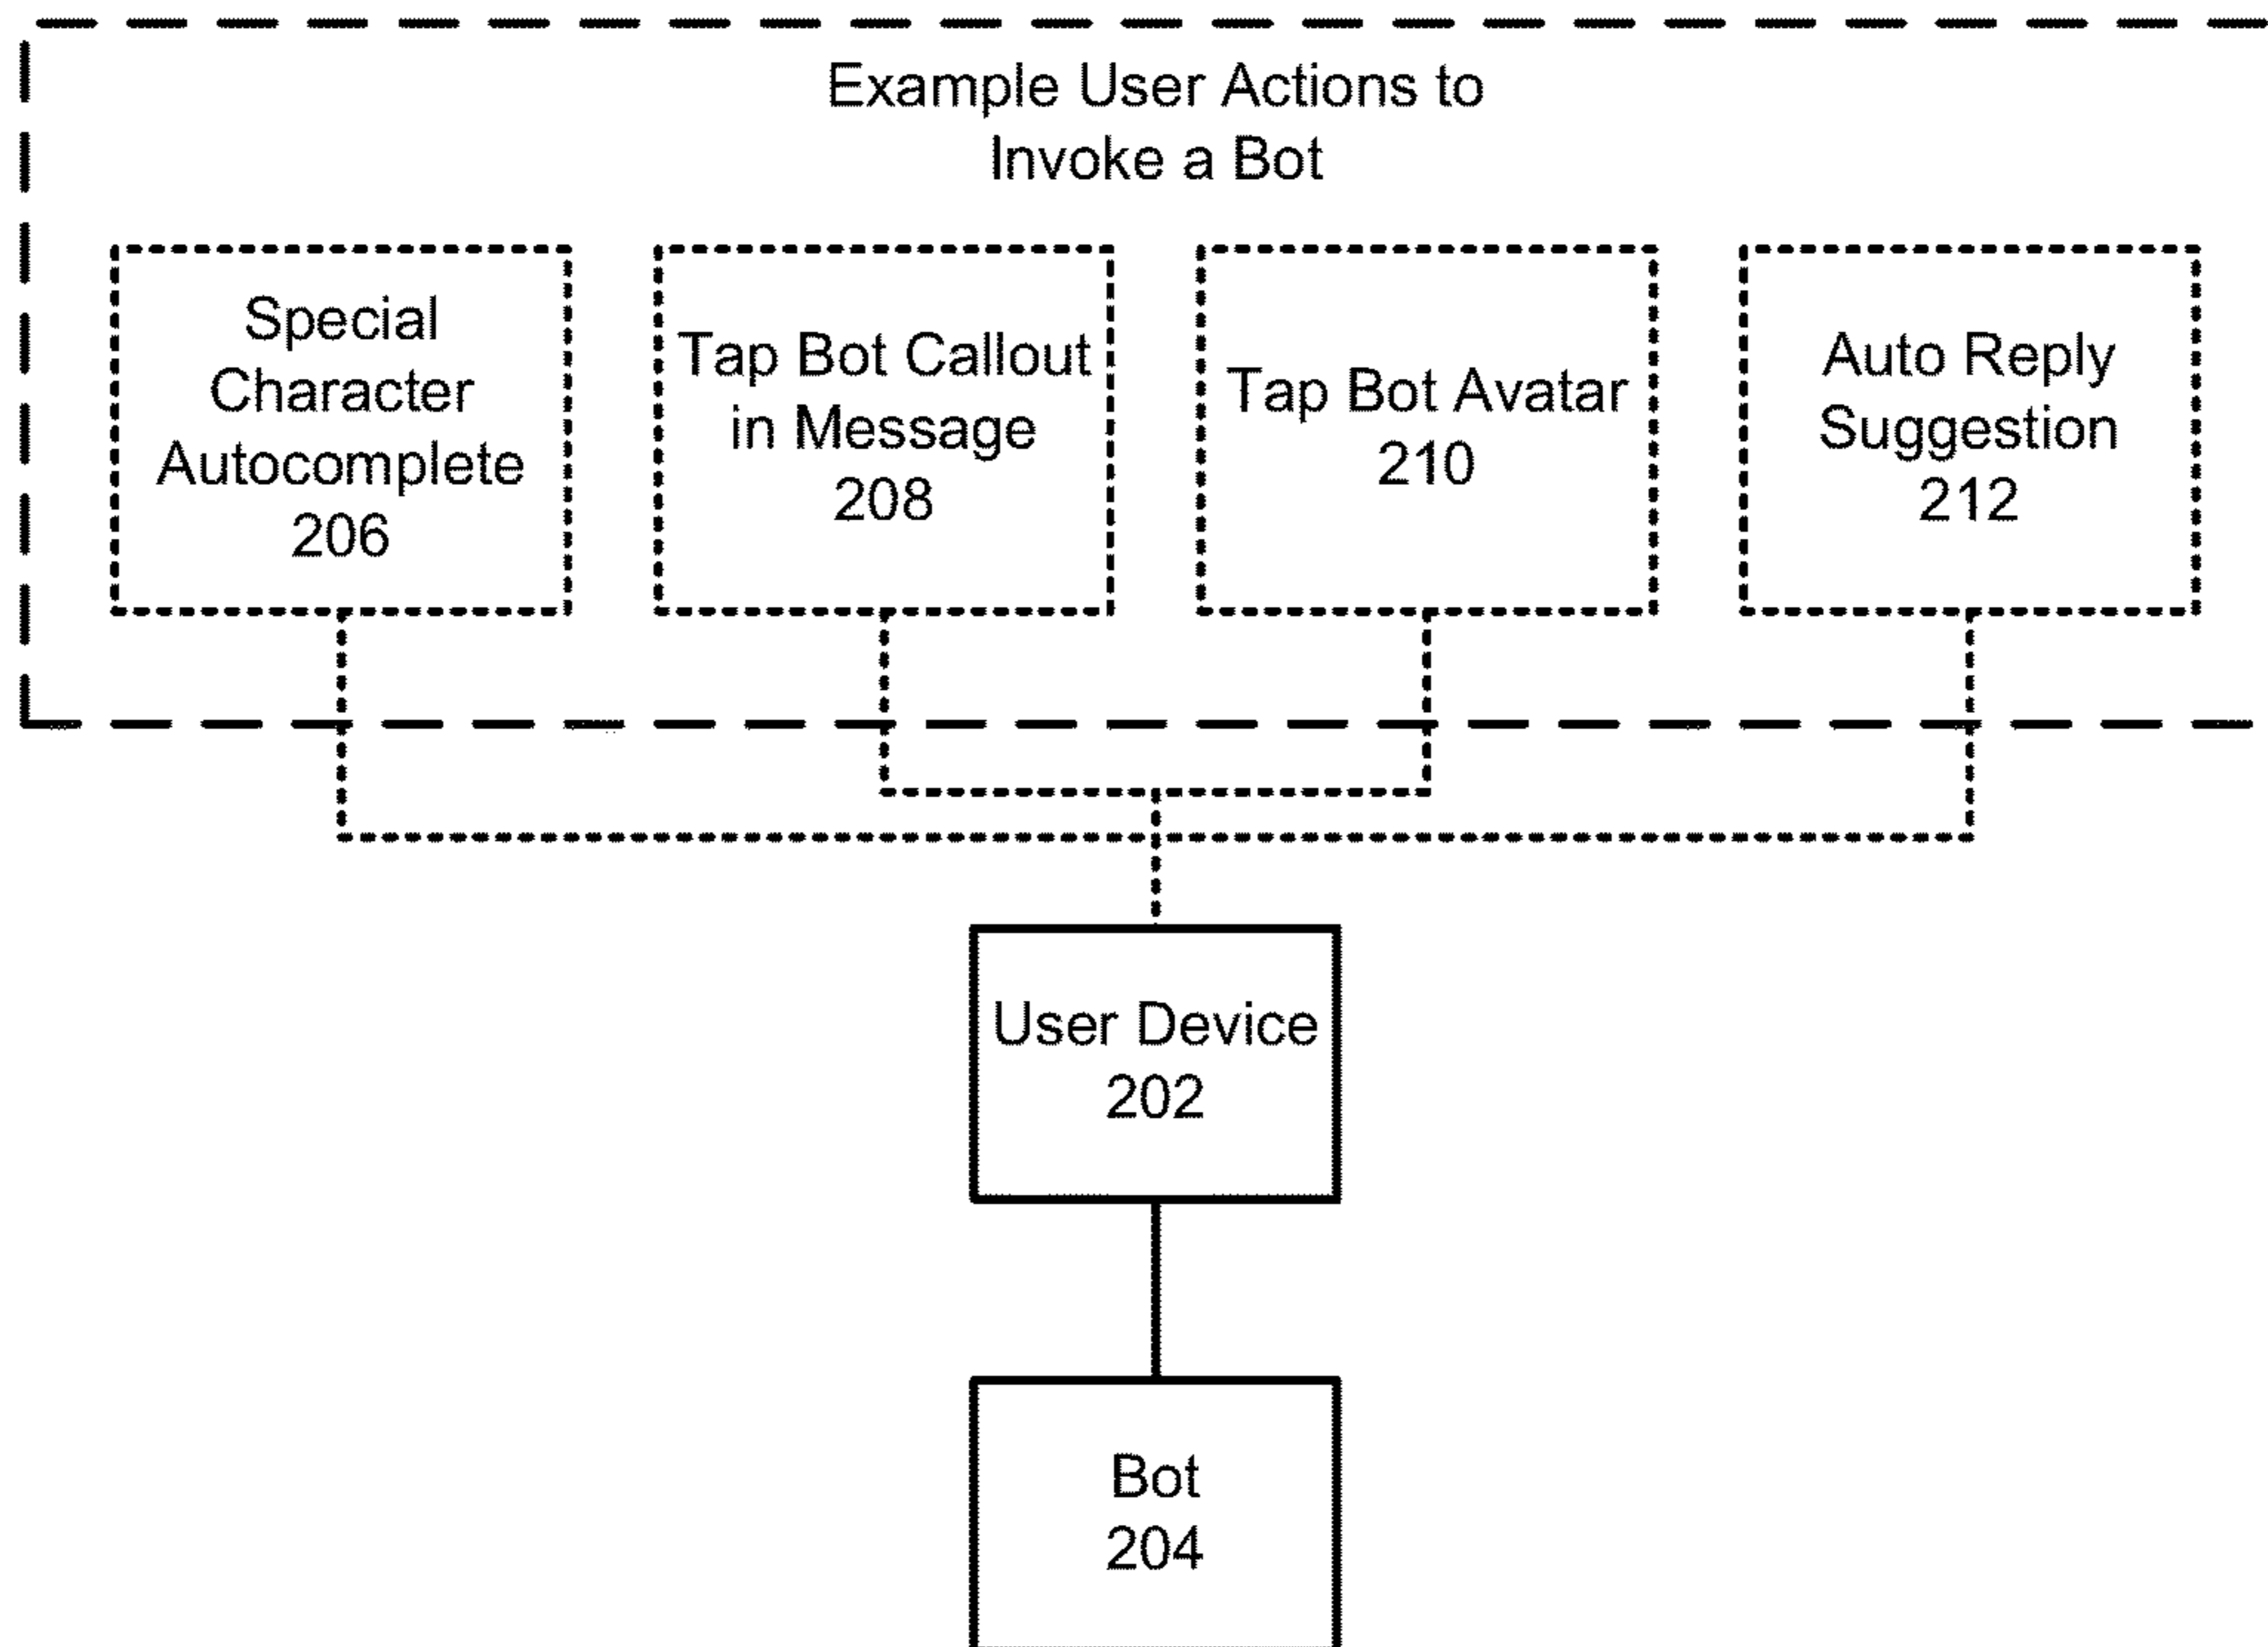 Example User Actions to
Invoke a Bot
Special
Character
Autocomplete
206
Tap Bot Callout
in Message
208
Tap Bot Avatar
210
Auto Reply
Suggestion
212
User Device
202
Bot
204